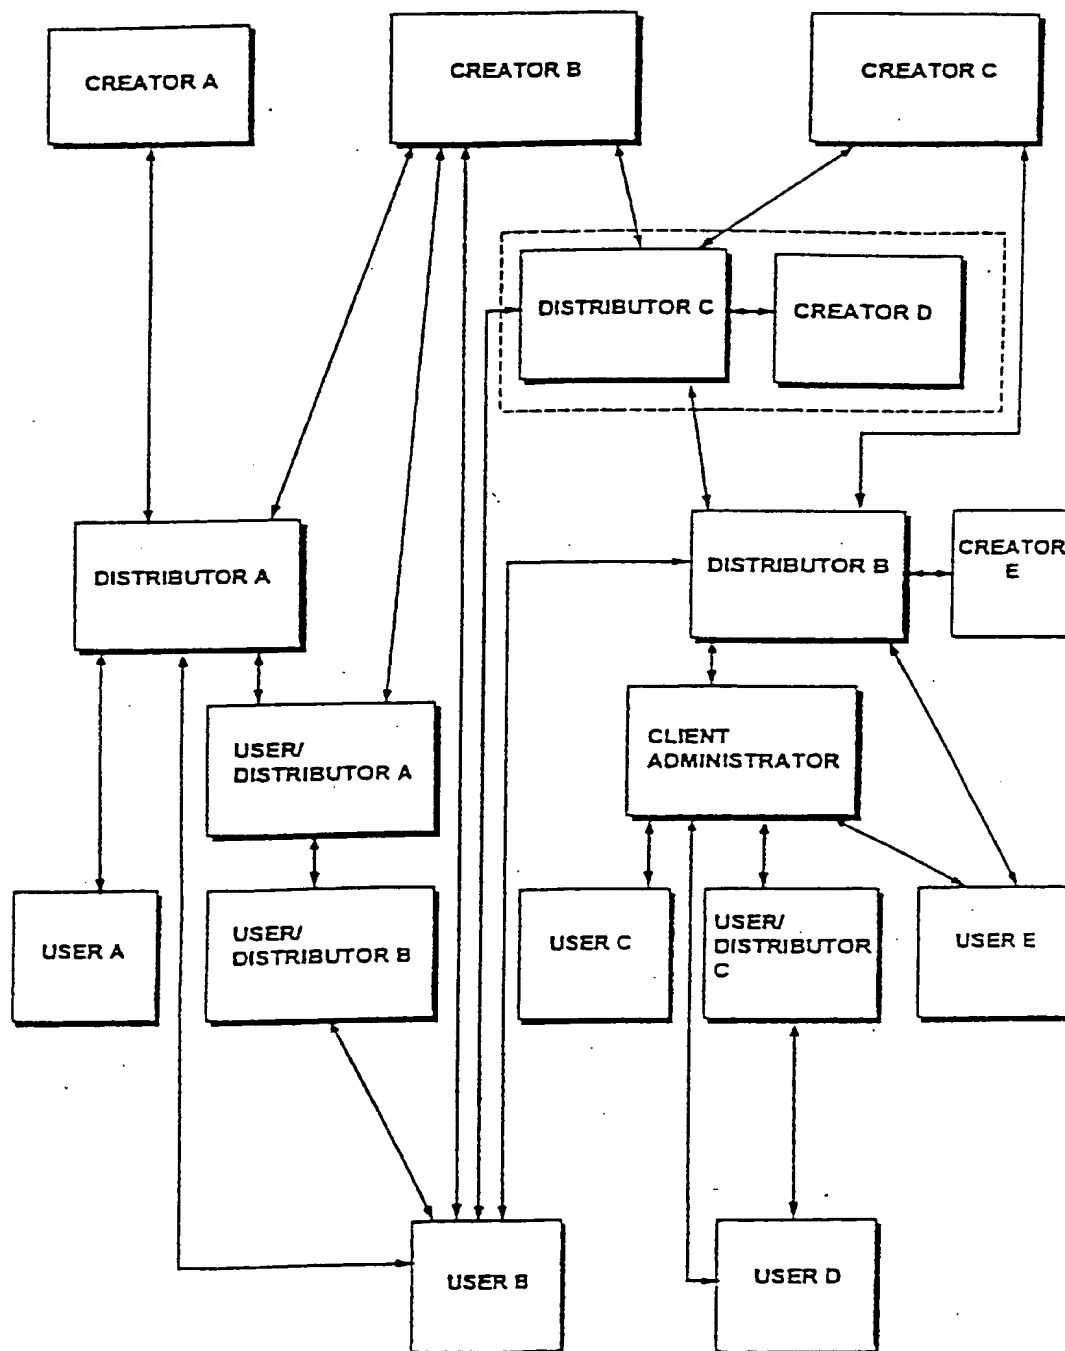 CREATOR A
CREATOR B
CREATOR C
DISTRIBUTOR C
CREATOR D
DISTRIBUTOR A
DISTRIBUTOR B
CREATOR
E
USER/
DISTRIBUTOR A
CLIENT
ADMINISTRATOR
USER A
USER/
DISTRIBUTOR B
USER C
USER/
DISTRIBUTOR
C
USER E
USER B
USER D